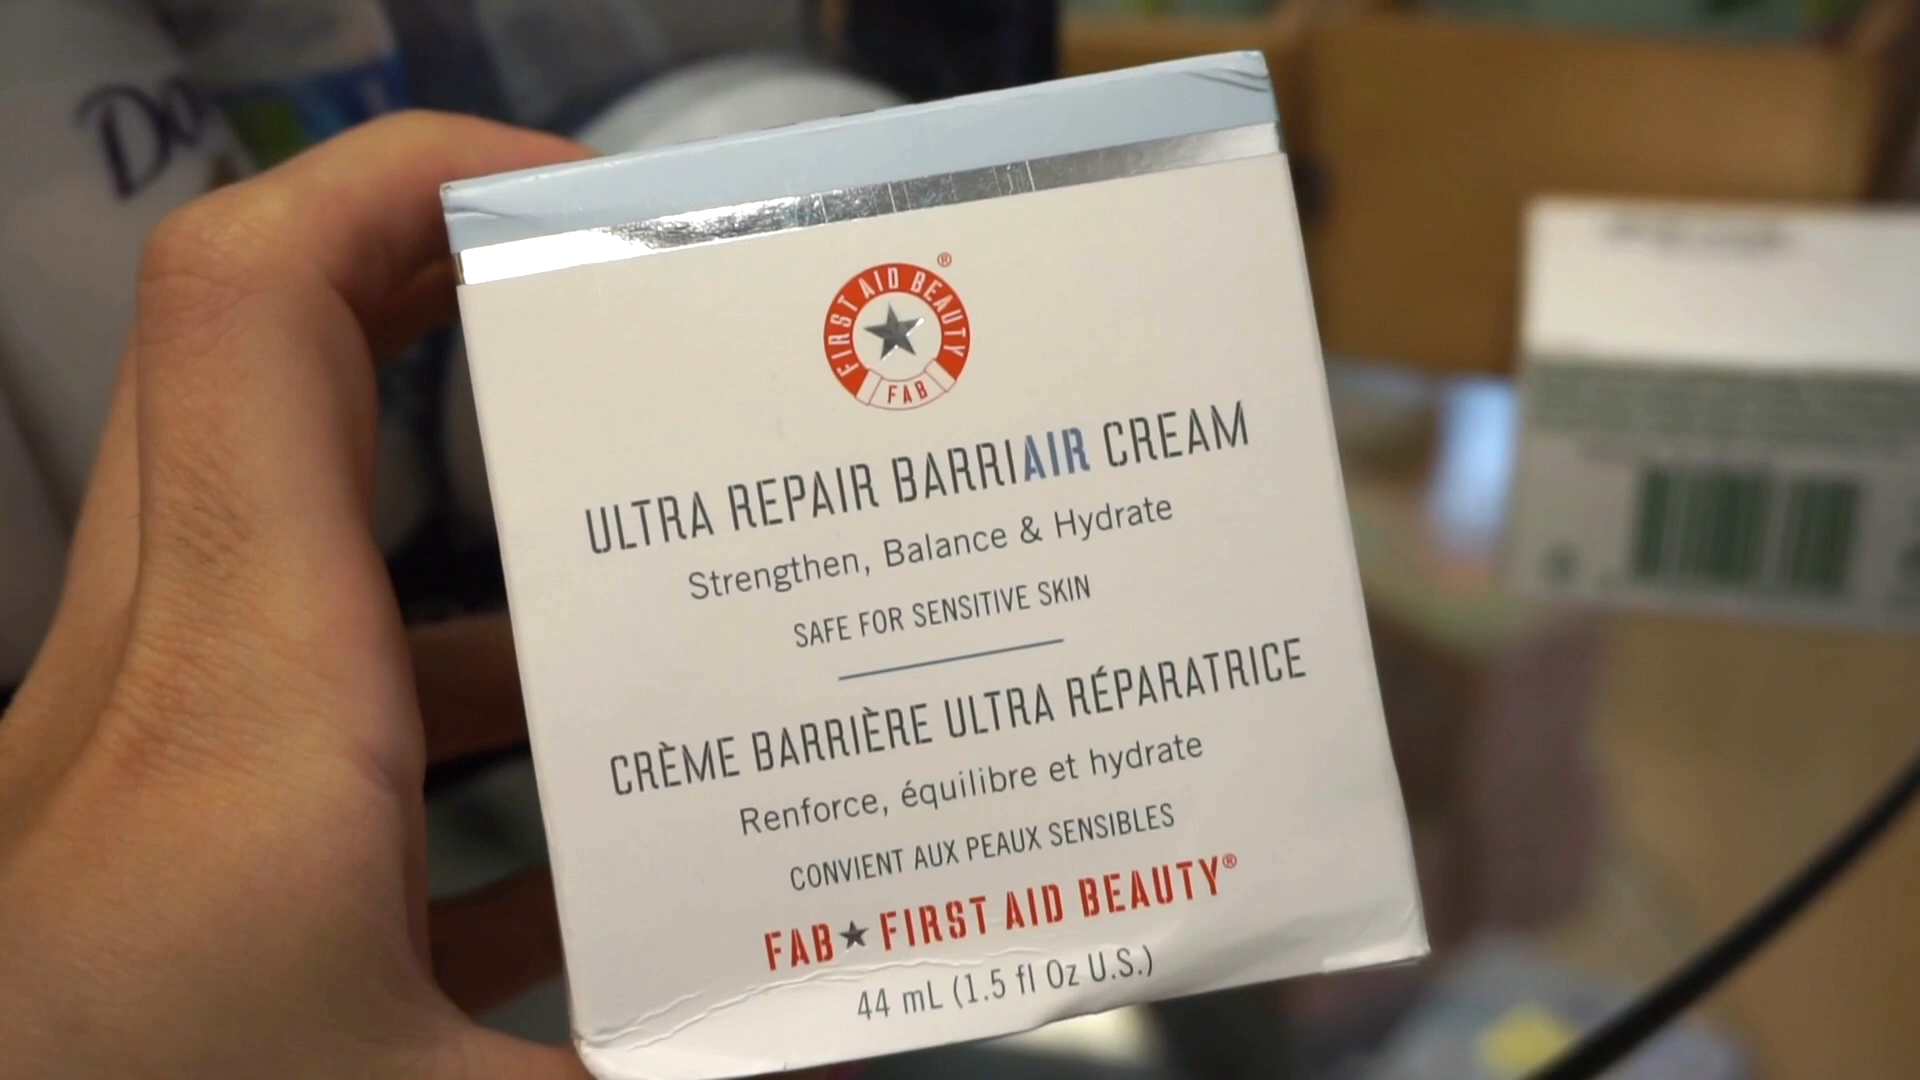 FIRST AID BEAUTY ®
FAB
ULTRA REPAIR BARRIAIR CREAM
Strengthen, Balance & Hydrate
SAFE FOR SENSITIVE SKIN
CRÈME BARRIÈRE ULTRA RÉPARATRICE
Renforce, équilibre et hydrate
CONVIENT AUX PEAUX SENSIBLES
FAB★FIRST AID BEAUTY®
44 mL (1.5 fl Oz U.S.)